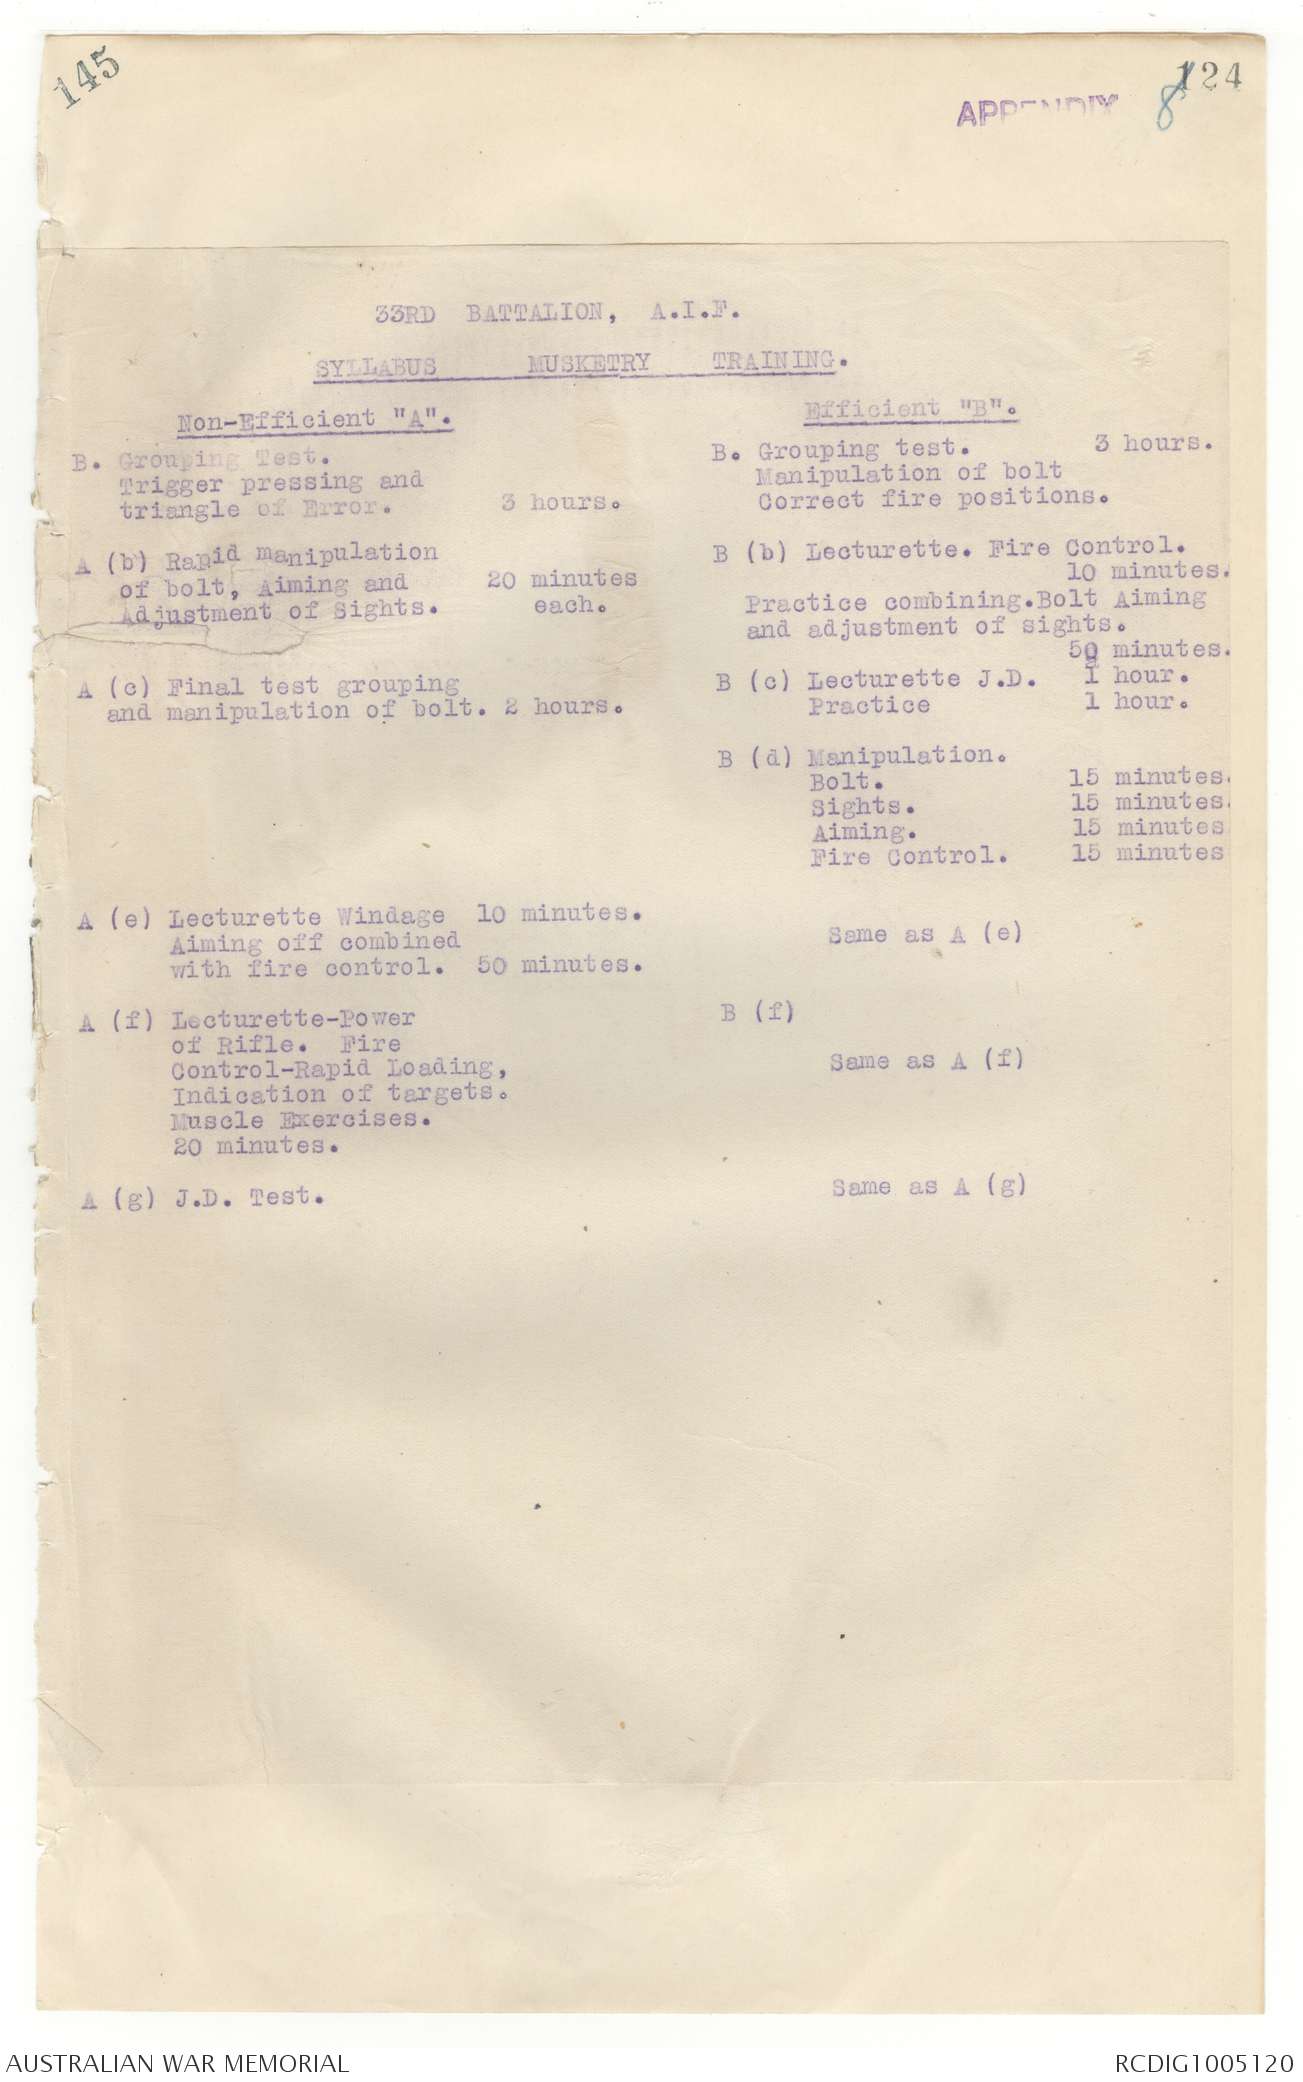 145
124
APPENDIX 8
33RD BATTALION, A.I.F.
SYLLABUS MUSKETRY TRAINING.
Non-Efficient "A".
B. Grouping Test.
Trigger pressing and
triangle of Error. 3 hours.
A (b) Rapid manipulation
of bolt, Aiming and 20 minutes
Adjustment of Sights. each.
A (c) Final test grouping
and manipulation of bolt. 2 hours.
A (e) Lecturette Windage 10 minutes.
Aiming off combined
with fire control. 50 minutes.
A (f) Lecturette-Power
of Rifle. Fire
Control-Rapid Loading,
Indication of targets.
Muscle Exercises.
20 minutes.
A (g) J.D. Test.
Efficient "B".
B. Grouping test. 3 hours.
Manipulation of bolt
Correct fire positions.
B (b) Lecturette. Fire Control.
10 minutes.
Practice combining.Bolt Aiming
and adjustment of sights.
50 minutes.
B (c) Lecturette J.D. 1 hour.
Practice 1 hour.
B (d) Manipulation.
Bolt. 15 minutes.
Sights. 15 minutes.
Aiming. 15 minutes
Fire Control. 15 minutes
Same as A (e)
B (f)
Same as A (f)
Same as A (g)
AUSTRALIAN WAR MEMORIAL
RCDIG1005120